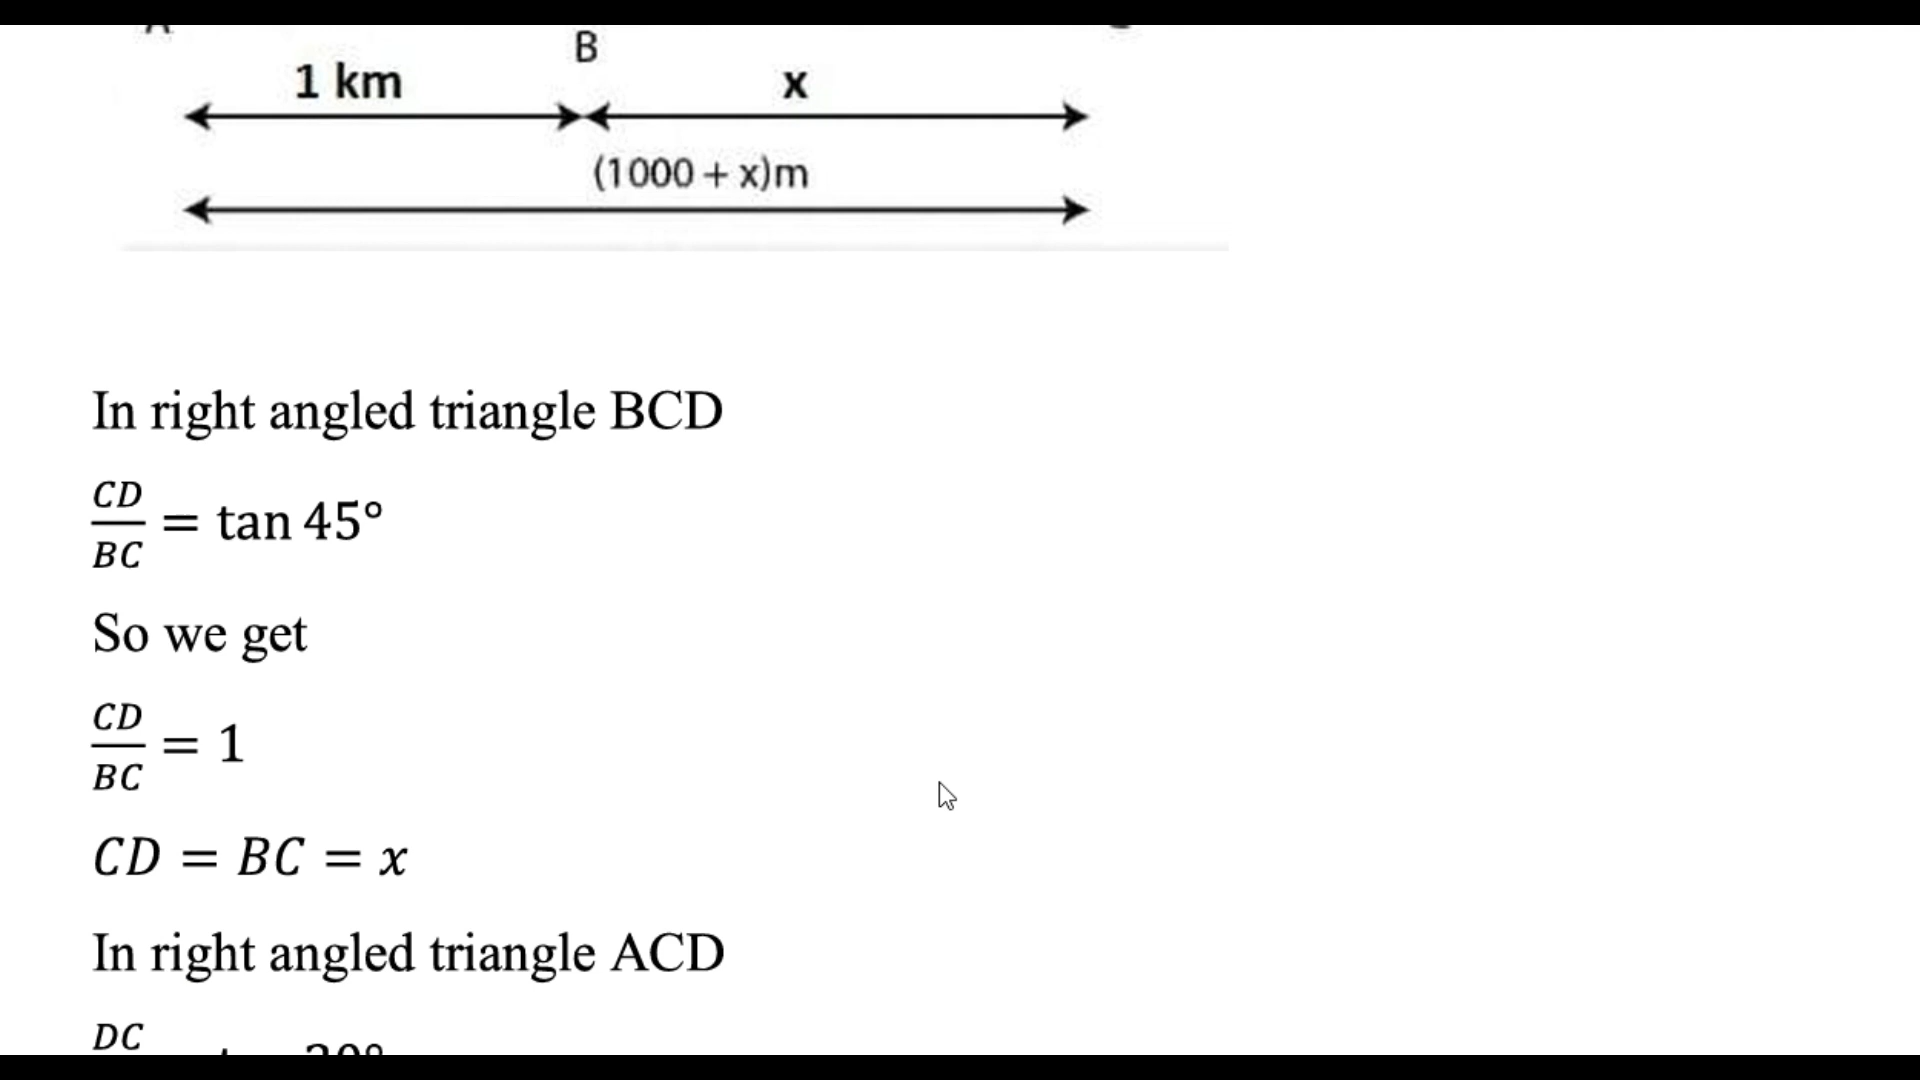 B
1 km
x
(1000 + x)m
In right angled triangle BCD
CD
BC
= tan 45°
So we get
CD
BC
= 1
CD = BC = x
In right angled triangle ACD
DC